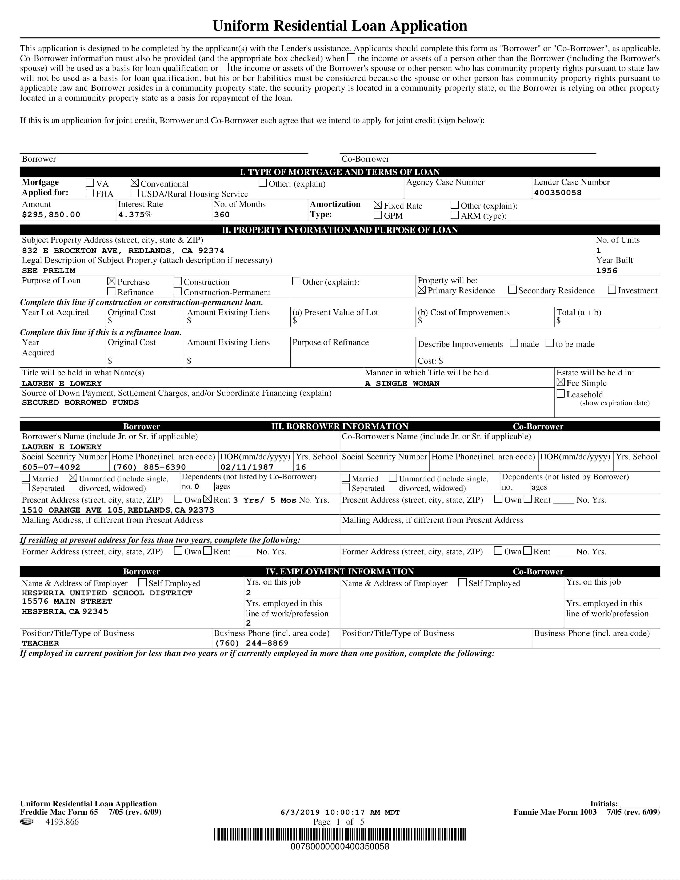 Uniform Residential Loan Application
This application is designed to be completed by the applicant(s) with the Lender's assistance. Applicants should complete this form as "Borrower" or "Co-Borrower", as applicable.
Co-Borrower information must also be provided (and the appropriate box checked) when ☐ the income or assets of a person other than the Borrower (including the Borrower's
spouse) will be used as a basis for loan qualification or ☐ the income or assets of the Borrower's spouse or other person who has community property rights pursuant to state law
will not be used as a basis for loan qualification, but his or her liabilities must be considered because the spouse or other person has community property rights pursuant to
applicable law and Borrower resides in a community property state, the security property is located in a community property state, or the Borrower is relying on other property
located in a community property state as a basis for repayment of the loan.
If this is an application for joint credit, Borrower and Co-Borrower each agree that we intend to apply for joint credit (sign below):
Borrower Co-Borrower
I. TYPE OF MORTGAGE AND TERMS OF LOAN
Mortgage ☐ VA ☒ Conventional ☐ Other: (explain) Agency Case Number Lender Case Number
Applied for: ☐ FHA ☐ USDA/Rural Housing Service 400350058
Amount Interest Rate No. of Months Amortization ☒ Fixed Rate ☐ Other (explain):
$295,850.00 4.375% 360 Type: ☐ GPM ☐ ARM (type):
II. PROPERTY INFORMATION AND PURPOSE OF LOAN
Subject Property Address (street, city, state & ZIP) No. of Units
832 E BROCKTON AVE, REDLANDS, CA 92374 1
Legal Description of Subject Property (attach description if necessary) Year Built
SEE PRELIM 1956
Purpose of Loan ☒ Purchase ☐ Construction ☐ Other (explain): Property will be:
☐ Refinance ☐ Construction-Permanent ☒ Primary Residence ☐ Secondary Residence ☐ Investment
Complete this line if construction or construction-permanent loan.
Year Lot Acquired Original Cost Amount Existing Liens (a) Present Value of Lot (b) Cost of Improvements Total (a + b)
$ $ $ $ $
Complete this line if this is a refinance loan.
Year Original Cost Amount Existing Liens Purpose of Refinance Describe Improvements ☐ made ☐ to be made
Acquired
$ $ Cost: $
Title will be held in what Name(s) Manner in which Title will be held Estate will be held in:
LAUREN E LOWERY A SINGLE WOMAN ☒ Fee Simple
Source of Down Payment, Settlement Charges, and/or Subordinate Financing (explain) ☐ Leasehold
SECURED BORROWED FUNDS (show expiration date)
Borrower III. BORROWER INFORMATION Co-Borrower
Borrower's Name (include Jr. or Sr. if applicable) Co-Borrower's Name (include Jr. or Sr. if applicable)
LAUREN E LOWERY
Social Security Number Home Phone(incl. area code) DOB(mm/dd/yyyy) Yrs. School Social Security Number Home Phone(incl. area code) DOB(mm/dd/yyyy) Yrs. School
605-07-4092 (760) 885-6390 02/11/1987 16
☐ Married ☒ Unmarried (include single, Dependents (not listed by Co-Borrower) ☐ Married ☐ Unmarried (include single, Dependents (not listed by Borrower)
☐ Separated divorced, widowed) no. 0 ages ☐ Separated divorced, widowed) no. ages
Present Address (street, city, state, ZIP) ☐ Own ☒ Rent 3 Yrs/ 5 Mos No. Yrs. Present Address (street, city, state, ZIP) ☐ Own ☐ Rent ____ No. Yrs.
1510 ORANGE AVE 105, REDLANDS, CA 92373
Mailing Address, if different from Present Address Mailing Address, if different from Present Address
If residing at present address for less than two years, complete the following:
Former Address (street, city, state, ZIP) ☐ Own ☐ Rent No. Yrs. Former Address (street, city, state, ZIP) ☐ Own ☐ Rent No. Yrs.
Borrower IV. EMPLOYMENT INFORMATION Co-Borrower
Name & Address of Employer ☐ Self Employed Yrs. on this job Name & Address of Employer ☐ Self Employed Yrs. on this job
HESPERIA UNIFIED SCHOOL DISTRICT 2
15576 MAIN STREET Yrs. employed in this Yrs. employed in this
HESPERIA, CA 92345 line of work/profession line of work/profession
2
Position/Title/Type of Business Business Phone (incl. area code) Position/Title/Type of Business Business Phone (incl. area code)
TEACHER (760) 244-8869
If employed in current position for less than two years or if currently employed in more than one position, complete the following:
Uniform Residential Loan Application Initials:
Freddie Mac Form 65 7/05 (rev. 6/09) 6/3/2019 10:00:17 AM MDT Fannie Mae Form 1003 7/05 (rev. 6/09)
4193.866 Page 1 of 5
0078000000400350058